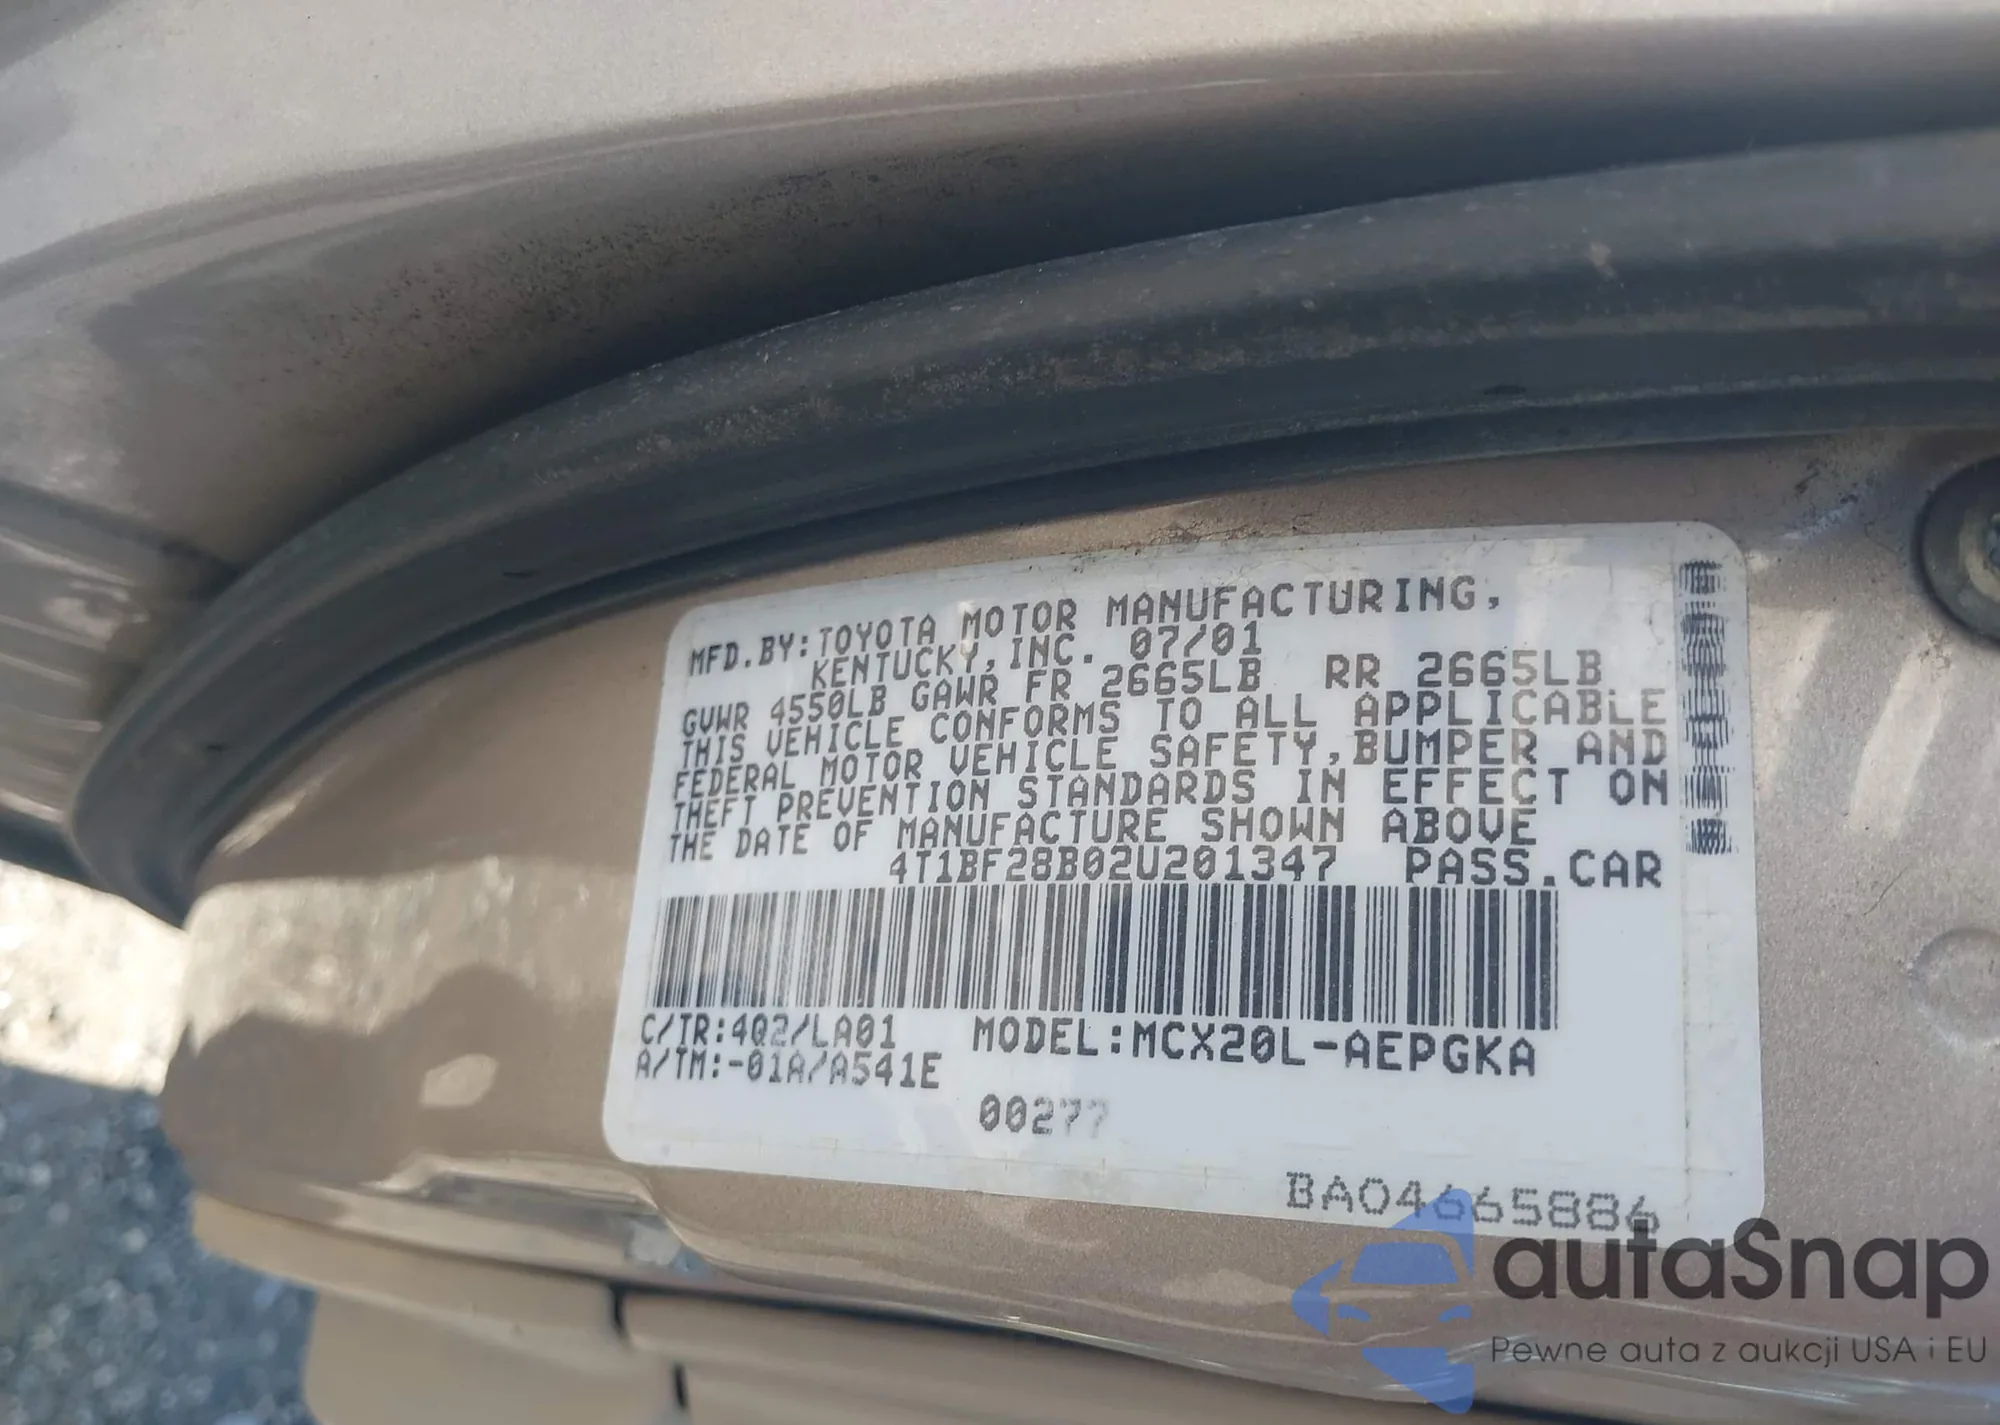 MFD.BY:TOYOTA MOTOR MANUFACTURING,
KENTUCKY,INC. 07/01
GVWR 4550LB GAWR FR 2665LB RR 2665LB
THIS VEHICLE CONFORMS TO ALL APPLICABLE
FEDERAL MOTOR VEHICLE SAFETY,BUMPER AND
THEFT PREVENTION STANDARDS IN EFFECT ON
THE DATE OF MANUFACTURE SHOWN ABOVE
4T1BF28B02U201347 PASS.CAR
C/TR:4Q2/LA01 MODEL:MCX20L-AEPGKA
A/TM:-01A/A541E
00277
BA04665886
autaSnap
Pewne auta z aukcji USA i EU